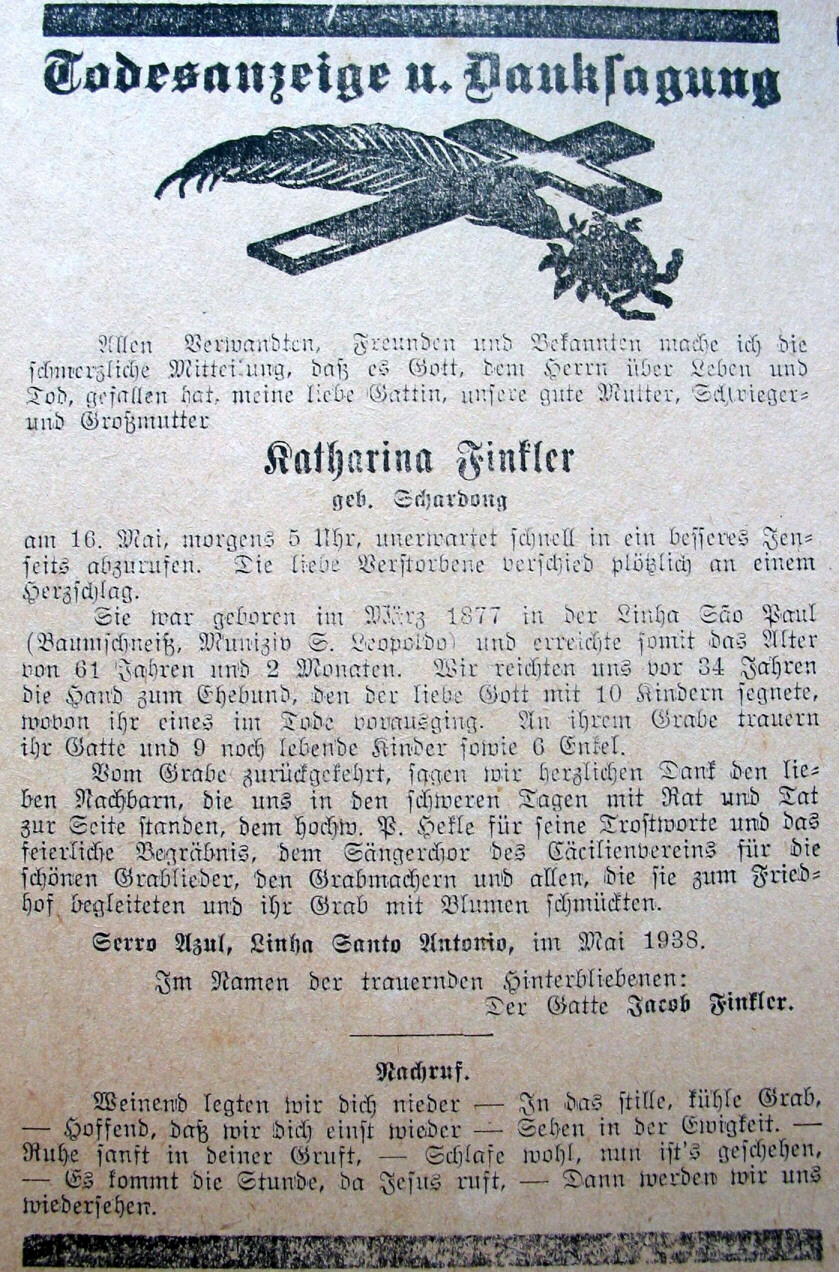 Todesanzeige u. Danksagung
Allen Verwandten, Freunden und Bekannten mache ich die
schmerzliche Mitteilung, daß es Gott, dem Herrn über Leben und
Tod, gefallen hat, meine liebe Gattin, unsere gute Mutter, Schwieger-
und Großmutter
Katharina Finkler
geb. Schardong
am 16. Mai, morgens 5 Uhr, unerwartet schnell in ein besseres Jen-
seits abzurufen. Die liebe Verstorbene verschied plötzlich an einem
Herzschlag.
Sie war geboren im März 1877 in der Linha São Paul
(Baumschneiß, Muniziv S. Leopoldo) und erreichte somit das Alter
von 61 Jahren und 2 Monaten. Wir reichten uns vor 34 Jahren
die Hand zum Ehebund, den der liebe Gott mit 10 Kindern segnete,
wovon ihr eines im Tode vorausging. An ihrem Grabe trauern
ihr Gatte und 9 noch lebende Kinder sowie 6 Enkel.
Vom Grabe zurückgekehrt, sagen wir herzlichen Dank den lie-
ben Nachbarn, die uns in den schweren Tagen mit Rat und Tat
zur Seite standen, dem hochw. P. Hekle für seine Trostworte und das
feierliche Begräbnis, dem Sängerchor des Cäcilienvereins für die
schönen Grablieder, den Grabmachern und allen, die sie zum Fried-
hof begleiteten und ihr Grab mit Blumen schmückten.
Serro Azul, Linha Santo Antonio, im Mai 1938.
Im Namen der trauernden Hinterbliebenen:
Der Gatte Jacob Finkler.
Nachruf.
Weinend legten wir dich nieder — In das stille, kühle Grab,
— Hoffend, daß wir dich einst wieder — Sehen in der Ewigkeit. —
Ruhe sanft in deiner Gruft, — Schlafe wohl, nun ist's geschehen,
— Es kommt die Stunde, da Jesus ruft, — Dann werden wir uns
wiedersehen.